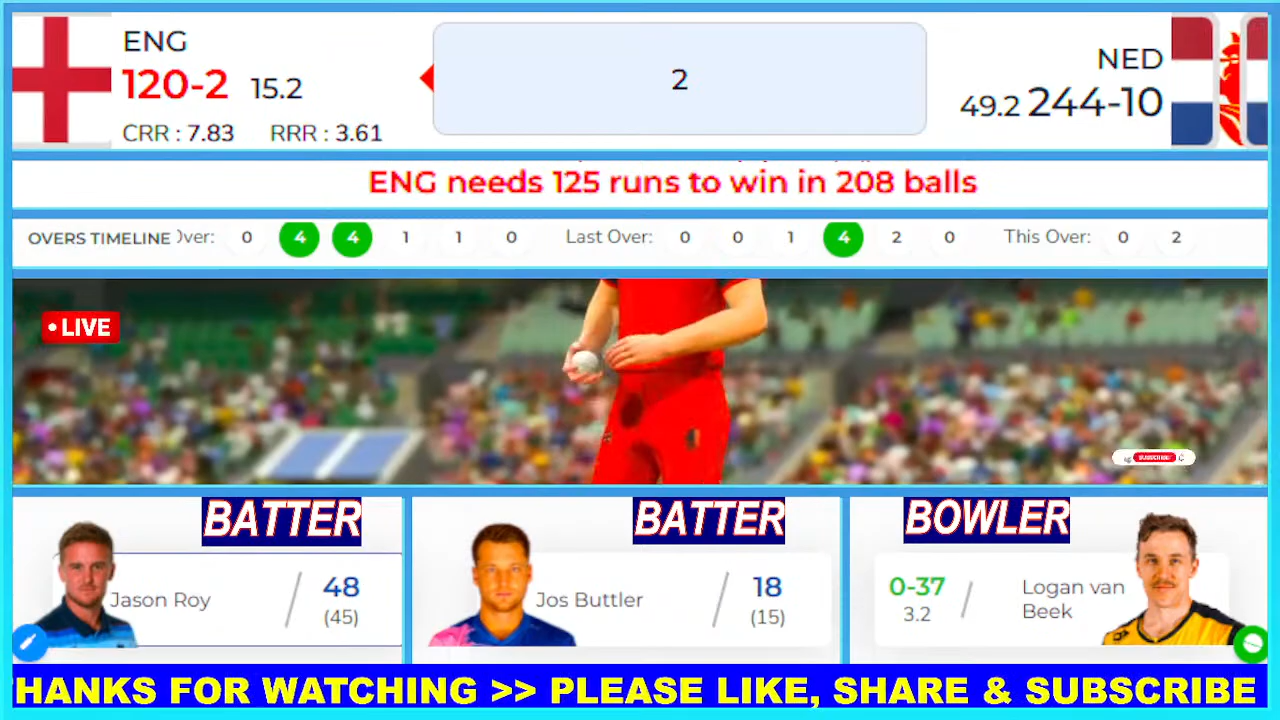 ENG
120-2 15.2
CRR : 7.83 RRR : 3.61
2
NED
49.2 244-10
ENG needs 125 runs to win in 208 balls
OVERS TIMELINE Over: 0 4 4 1 1 0 Last Over: 0 0 1 4 2 0 This Over: 0 2
• LIVE
SUBSCRIBE
BATTER
Jason Roy
48
(45)
BATTER
Jos Buttler
18
(15)
BOWLER
0-37
3.2
Logan van
Beek
HANKS FOR WATCHING >> PLEASE LIKE, SHARE & SUBSCRIBE